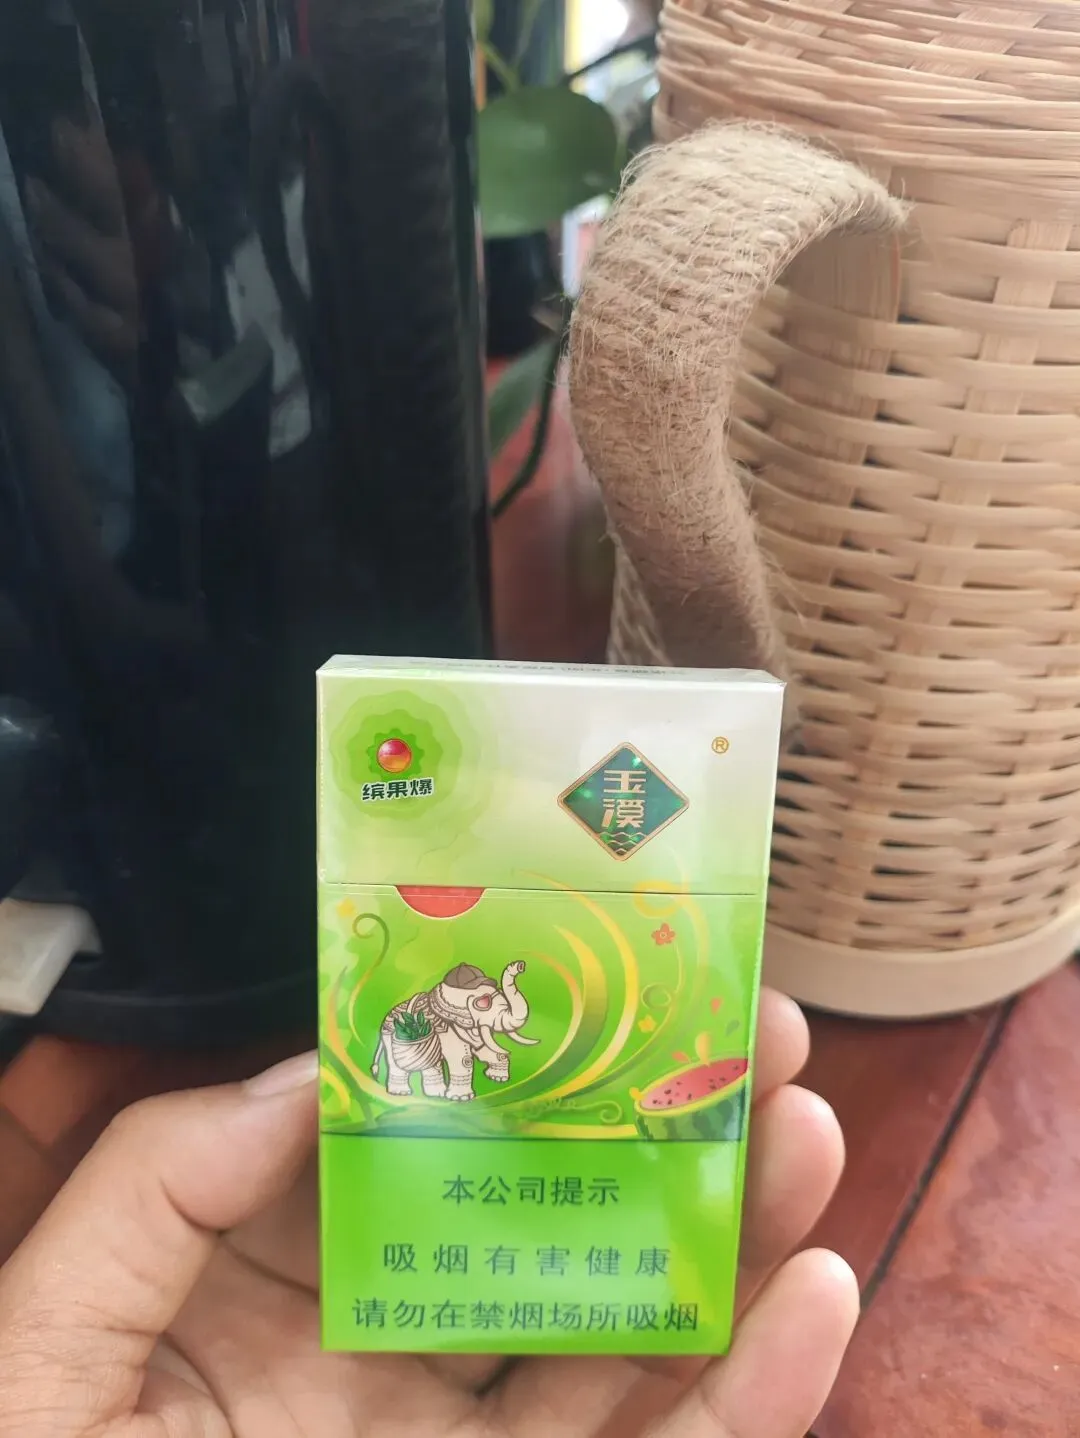 缤果爆
玉溪
®
本公司提示
吸烟有害健康
请勿在禁烟场所吸烟